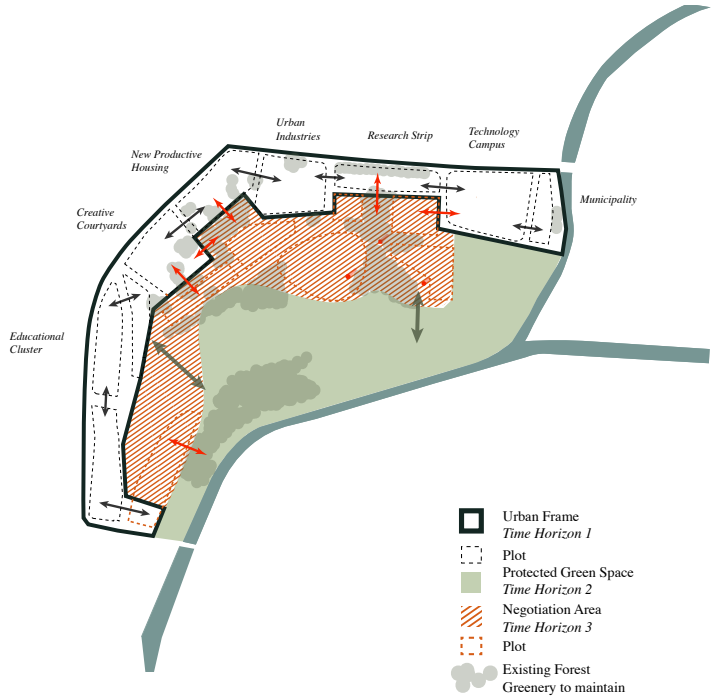 Urban
Industries
Research Strip
Technology
Campus
New Productive
Housing
Municipality
Creative
Courtyards
Educational
Cluster
Urban Frame
Time Horizon 1
Plot
Protected Green Space
Time Horizon 2
Negotiation Area
Time Horizon 3
Plot
Existing Forest
Greenery to maintain